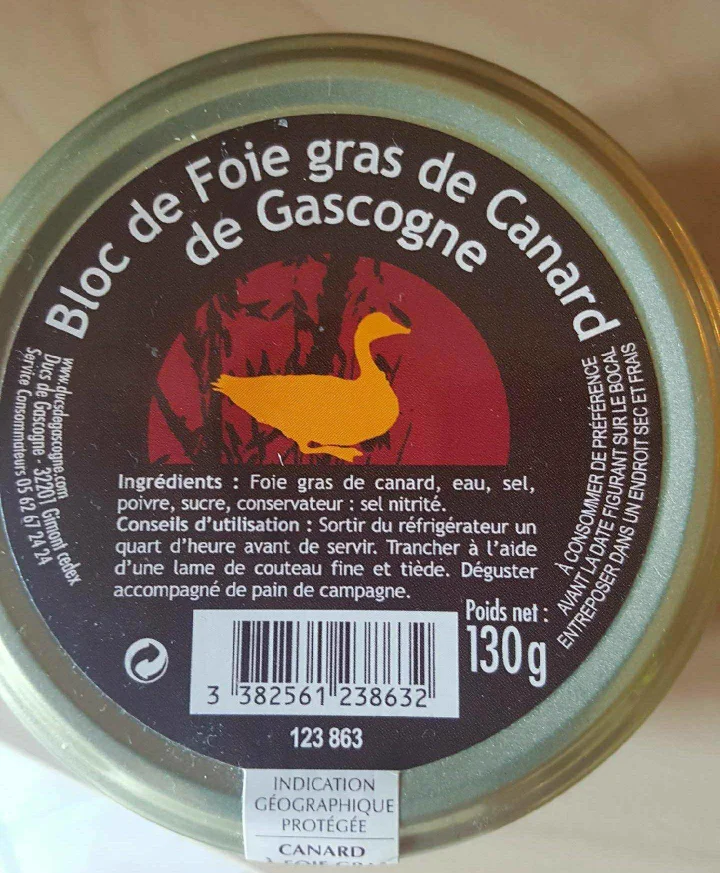 Bloc de Foie gras de Canard
de Gascogne
www.ducsdegascogne.com
Ducs de Gascogne - 32201 Gimont cedex
Service Consommateurs 05 62 67 24 24
À CONSOMMER DE PRÉFÉRENCE
AVANT LA DATE FIGURANT SUR LE BOCAL
ENTREPOSER DANS UN ENDROIT SEC ET FRAIS
Ingrédients : Foie gras de canard, eau, sel,
poivre, sucre, conservateur : sel nitrité.
Conseils d'utilisation : Sortir du réfrigérateur un
quart d'heure avant de servir. Trancher à l'aide
d'une lame de couteau fine et tiède. Déguster
accompagné de pain de campagne.
Poids net :
130g
3 382561 238632
123 863
INDICATION
GÉOGRAPHIQUE
PROTÉGÉE
CANARD
À FOIE GRAS